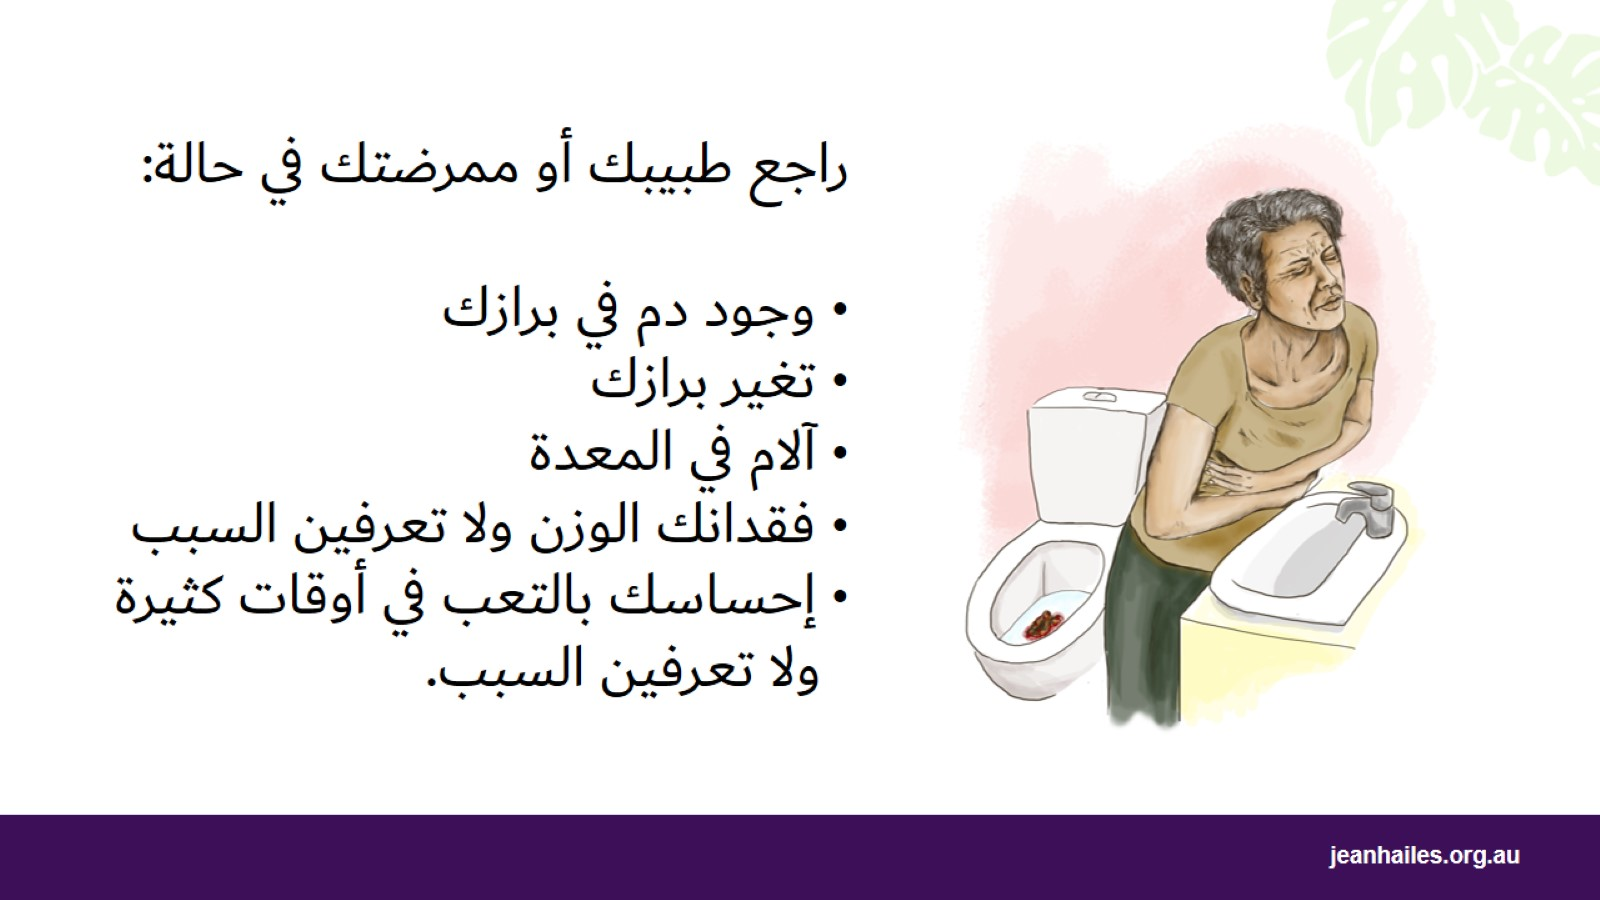 راجع طبيبك أو ممرضتك في حالة:
• وجود دم في برازك
• تغير برازك
• آلام في المعدة
• فقدانك الوزن ولا تعرفين السبب
• إحساسك بالتعب في أوقات كثيرة
ولا تعرفين السبب.
jeanhailes.org.au